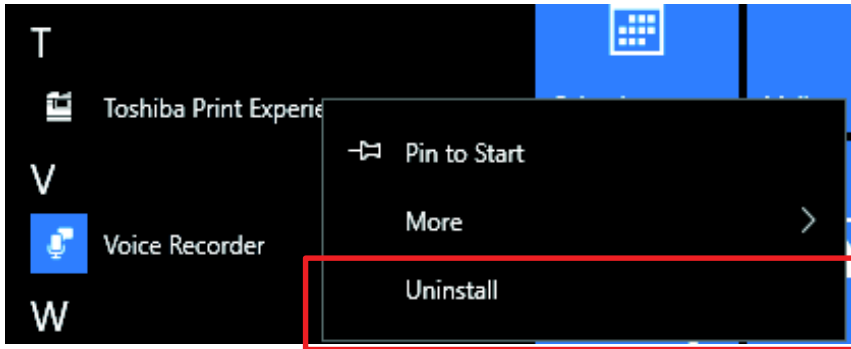 T
Toshiba Print Experie
Pin to Start
V
More
Voice Recorder
Uninstall
W